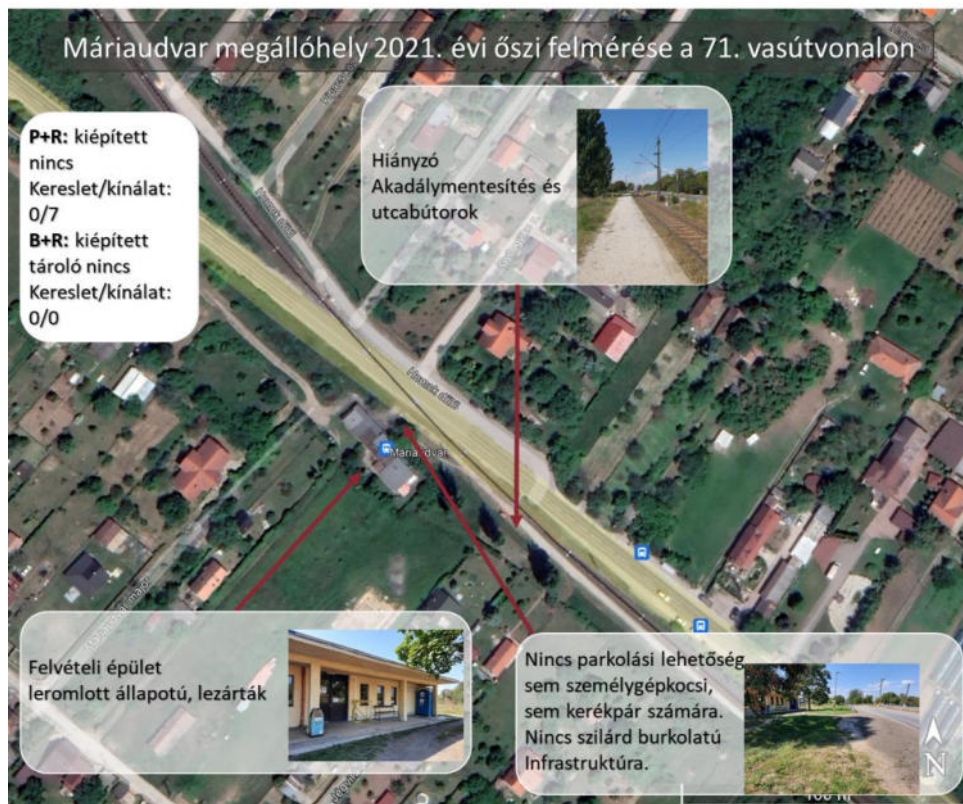 Máriaudvar megállóhely 2021. évi őszi felmérése a 71. vasútvonalon
P+R: kiépített
nincs
Kereslet/kínálat:
0/7
B+R: kiépített
tároló nincs
Kereslet/kínálat:
0/0
Hiányzó
Akadálymentesítés és
utcabútorok
Máriaudvar
Felvételi épület
leromlott állapotú, lezárták
Nincs parkolási lehetőség
sem személygépkocsi,
sem kerékpár számára.
Nincs szilárd burkolatú
Infrastruktúra.
N